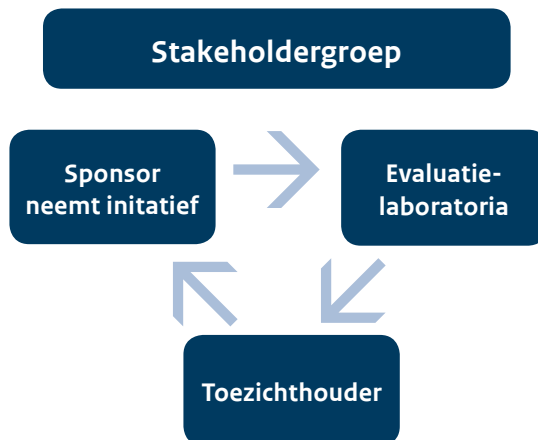 Stakeholdergroep
Sponsor
neemt initatief
Evaluatie-
laboratoria
Toezichthouder